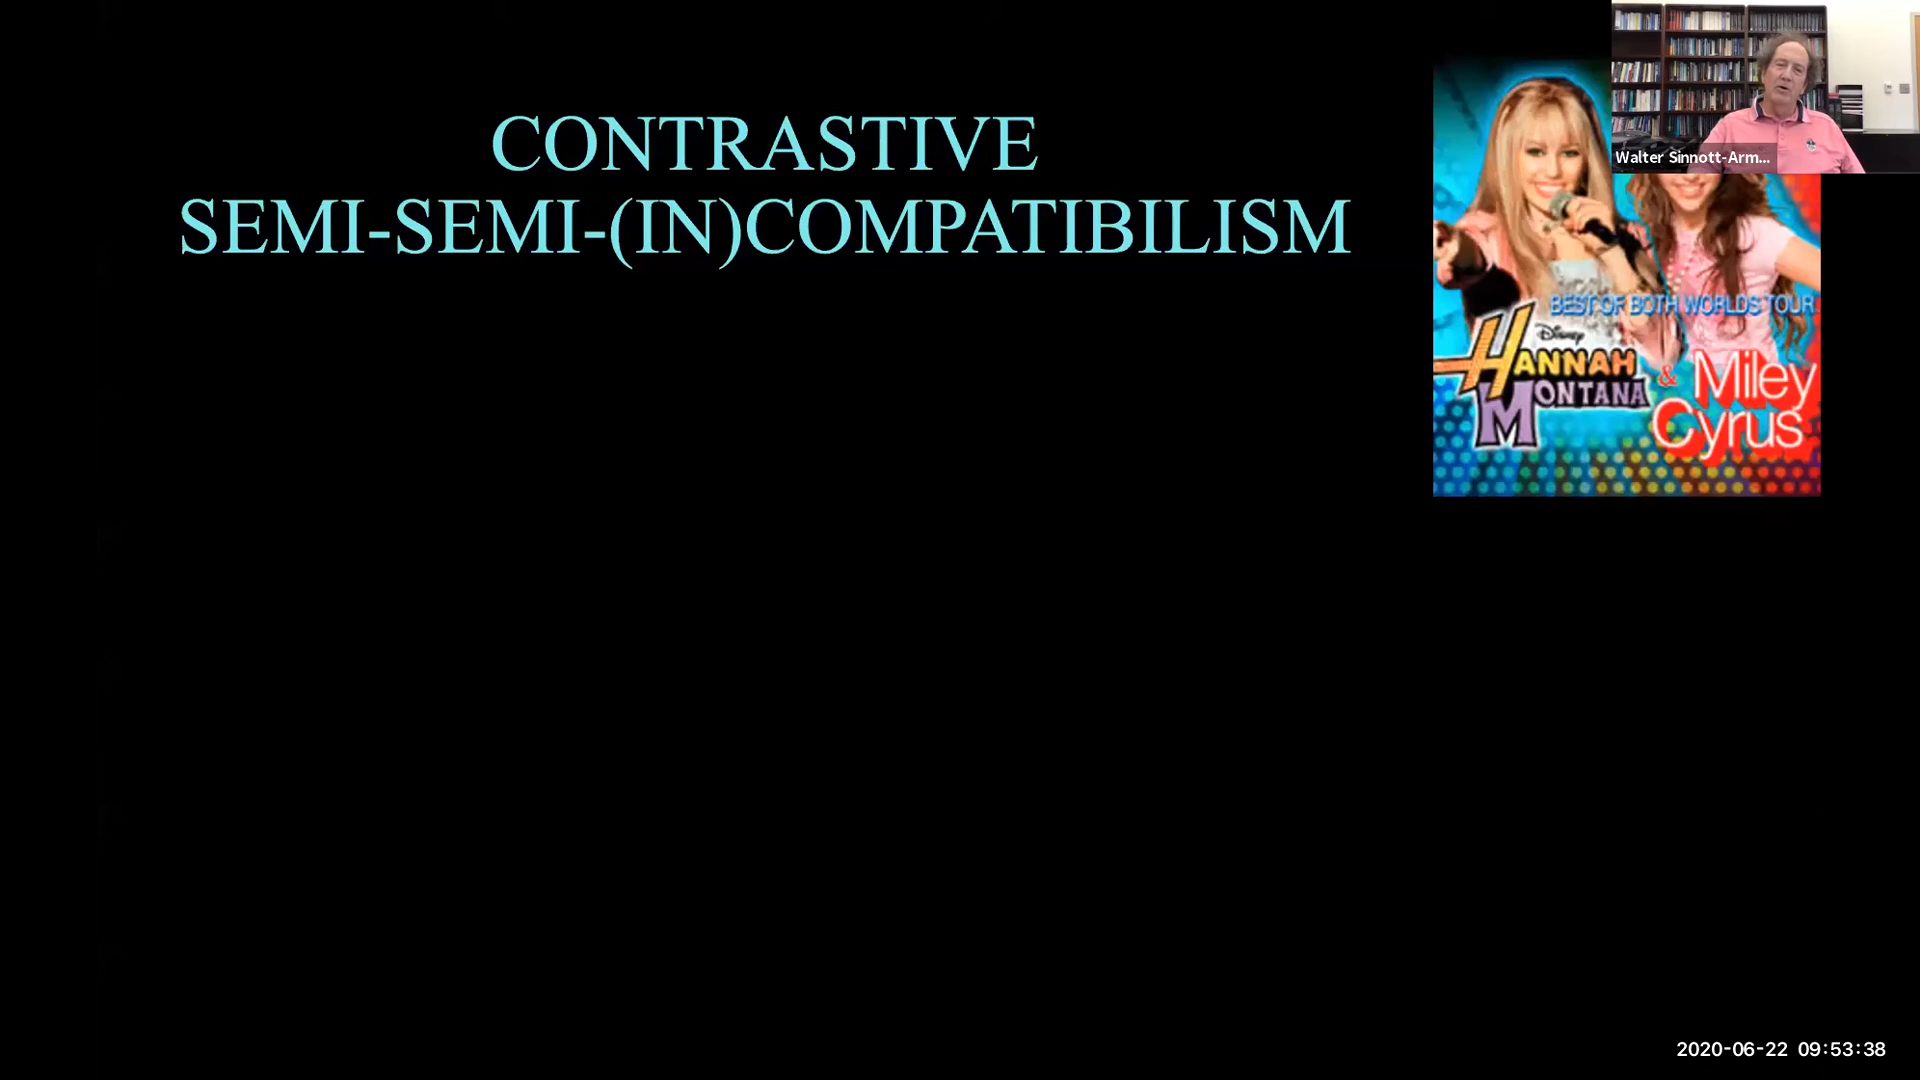 CONTRASTIVE
SEMI-SEMI-(IN)COMPATIBILISM
Walter Sinnott-Arm...
BEST OF BOTH WORLDS TOUR
Disney
HANNAH
MONTANA
& Miley
Cyrus
2020-06-22 09:53:38